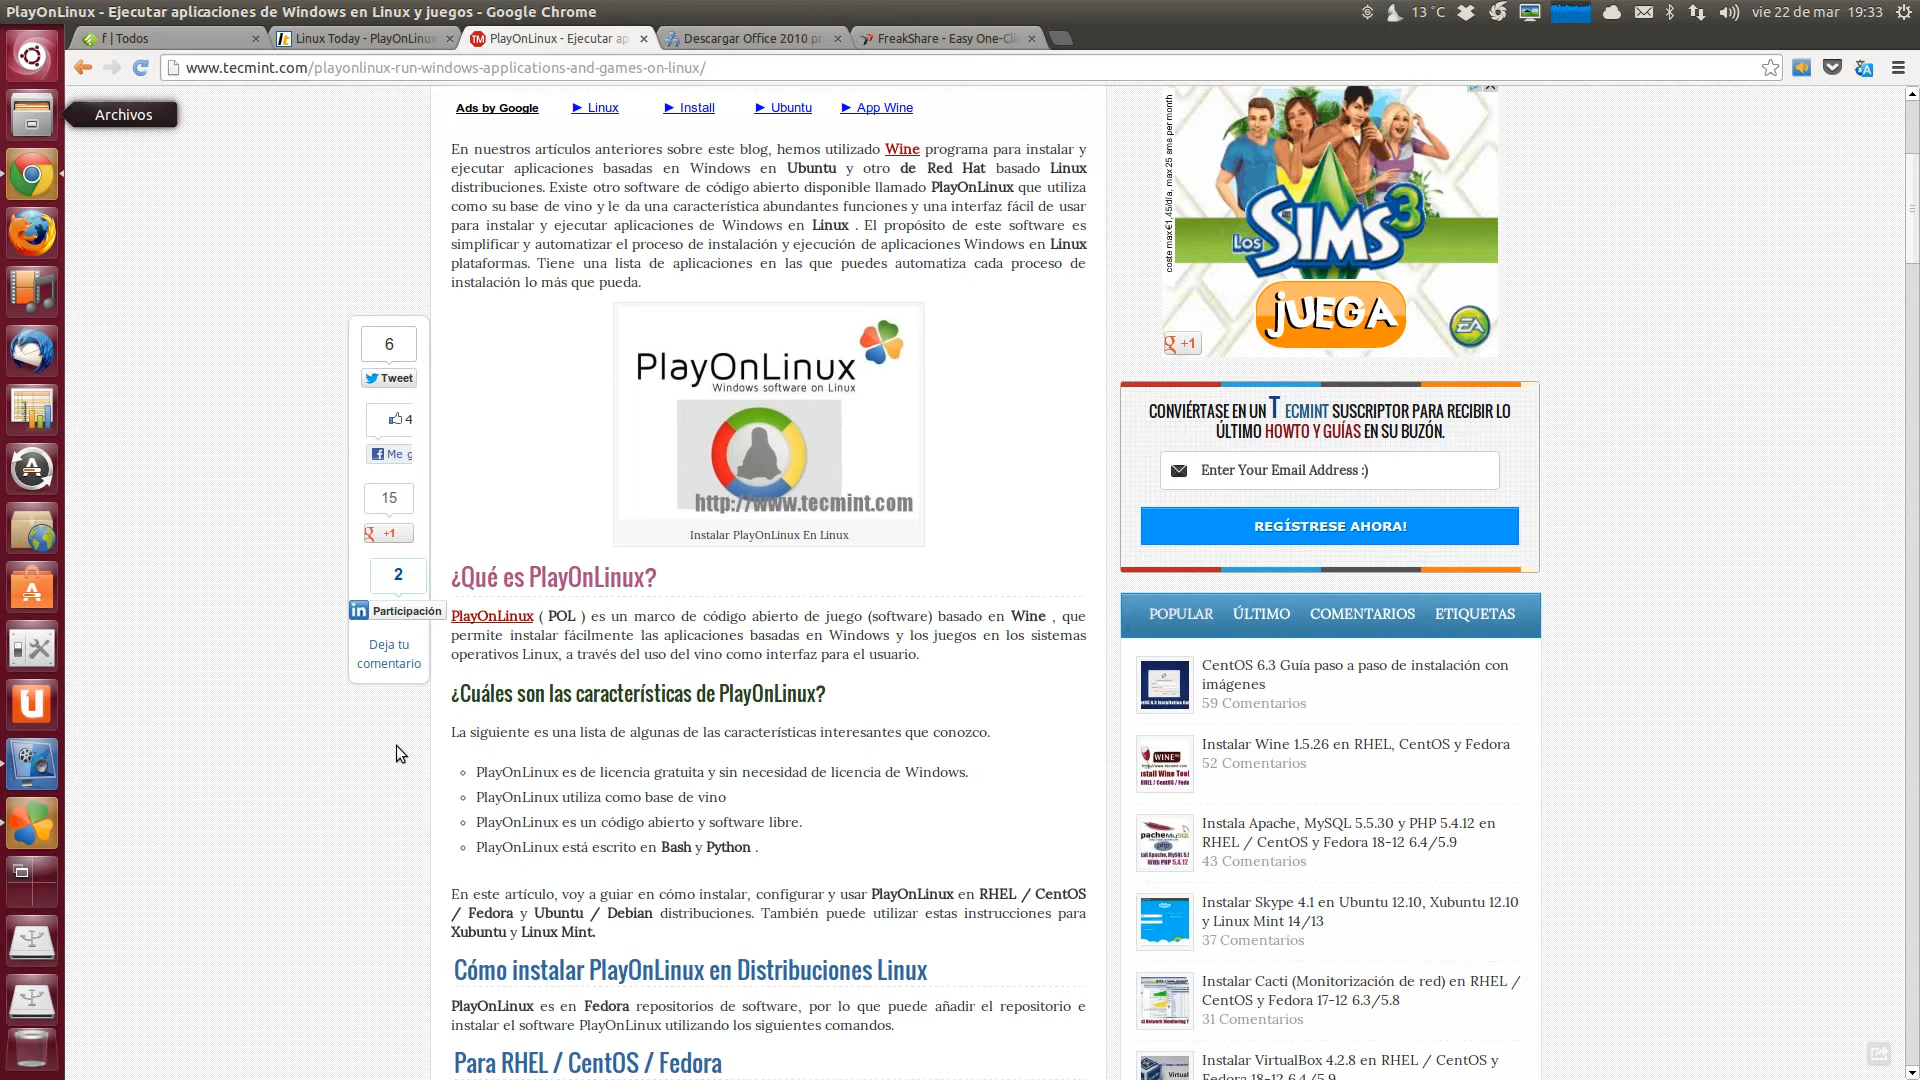 PlayOnLinux - Ejecutar aplicaciones de Windows en Linux y juegos - Google Chrome
13 °C
vie 22 de mar 19:33
f | Todos
Linux Today - PlayOnLinux
PlayOnLinux - Ejecutar ap
Descargar Office 2010 pr
FreakShare - Easy One-Cli
www.tecmint.com/playonlinux-run-windows-applications-and-games-on-linux/
Archivos
Ads by Google
► Linux
► Install
► Ubuntu
► App Wine
En nuestros artículos anteriores sobre este blog, hemos utilizado Wine programa para instalar y
ejecutar aplicaciones basadas en Windows en Ubuntu y otro de Red Hat basado Linux
distribuciones. Existe otro software de código abierto disponible llamado PlayOnLinux que utiliza
como su base de vino y le da una característica abundantes funciones y una interfaz fácil de usar
para instalar y ejecutar aplicaciones de Windows en Linux . El propósito de este software es
simplificar y automatizar el proceso de instalación y ejecución de aplicaciones Windows en Linux
plataformas. Tiene una lista de aplicaciones en las que puedes automatiza cada proceso de
instalación lo más que pueda.
PlayOnLinux
Windows software on Linux
http://www.tecmint.com
Instalar PlayOnLinux En Linux
6
Tweet
4
Me g
15
+1
2
in Participación
Deja tu
comentario
¿Qué es PlayOnLinux?
PlayOnLinux ( POL ) es un marco de código abierto de juego (software) basado en Wine , que
permite instalar fácilmente las aplicaciones basadas en Windows y los juegos en los sistemas
operativos Linux, a través del uso del vino como interfaz para el usuario.
¿Cuáles son las características de PlayOnLinux?
La siguiente es una lista de algunas de las características interesantes que conozco.
PlayOnLinux es de licencia gratuita y sin necesidad de licencia de Windows.
PlayOnLinux utiliza como base de vino
PlayOnLinux es un código abierto y software libre.
PlayOnLinux está escrito en Bash y Python .
En este artículo, voy a guiar en cómo instalar, configurar y usar PlayOnLinux en RHEL / CentOS
/ Fedora y Ubuntu / Debian distribuciones. También puede utilizar estas instrucciones para
Xubuntu y Linux Mint.
Cómo instalar PlayOnLinux en Distribuciones Linux
PlayOnLinux es en Fedora repositorios de software, por lo que puede añadir el repositorio e
instalar el software PlayOnLinux utilizando los siguientes comandos.
Para RHEL / CentOS / Fedora
coste max €1,45/día, max 25 sms per month
Los SIMS 3
JUEGA
EA
+1
CONVIÉRTASE EN UN TECMINT SUSCRIPTOR PARA RECIBIR LO
ÚLTIMO HOWTO Y GUÍAS EN SU BUZÓN.
Enter Your Email Address :)
REGÍSTRESE AHORA!
POPULAR
ÚLTIMO
COMENTARIOS
ETIQUETAS
CentOS 6.3 Guía paso a paso de instalación con
imágenes
59 Comentarios
Instalar Wine 1.5.26 en RHEL, CentOS y Fedora
52 Comentarios
Instala Apache, MySQL 5.5.30 y PHP 5.4.12 en
RHEL / CentOS y Fedora 18-12 6.4/5.9
43 Comentarios
Instalar Skype 4.1 en Ubuntu 12.10, Xubuntu 12.10
y Linux Mint 14/13
37 Comentarios
Instalar Cacti (Monitorización de red) en RHEL /
CentOS y Fedora 17-12 6.3/5.8
31 Comentarios
Instalar VirtualBox 4.2.8 en RHEL / CentOS y
Fedora 18-12 6.4/5.9